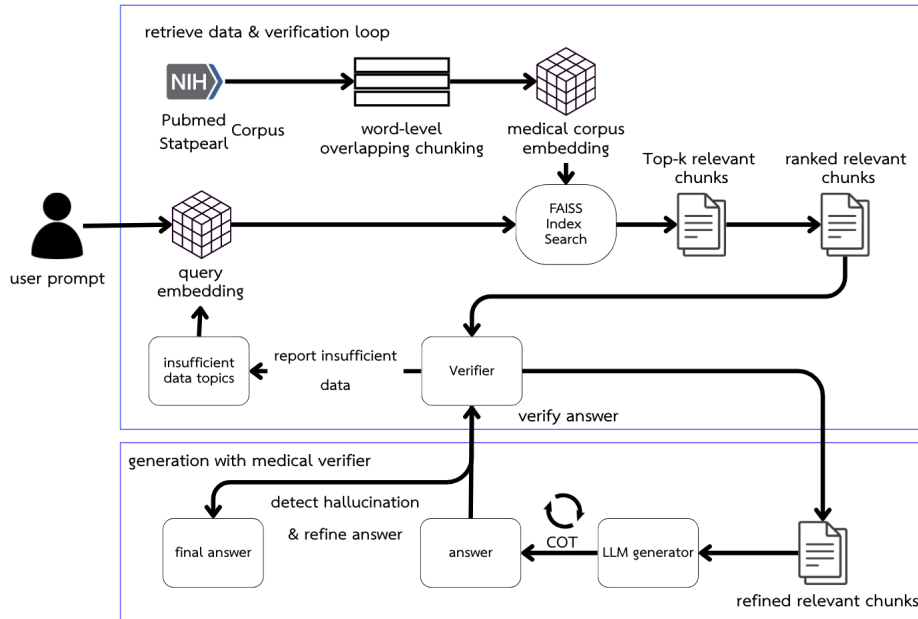 retrieve data & verification loop
NIH
Pubmed
Statpearl
Corpus
word-level
overlapping chunking
medical corpus
embedding
Top-k relevant
chunks
ranked relevant
chunks
FAISS
Index
Search
user prompt
query
embedding
insufficient
data topics
report insufficient
data
Verifier
verify answer
generation with medical verifier
detect hallucination
& refine answer
final answer
answer
COT
LLM generator
refined relevant chunks